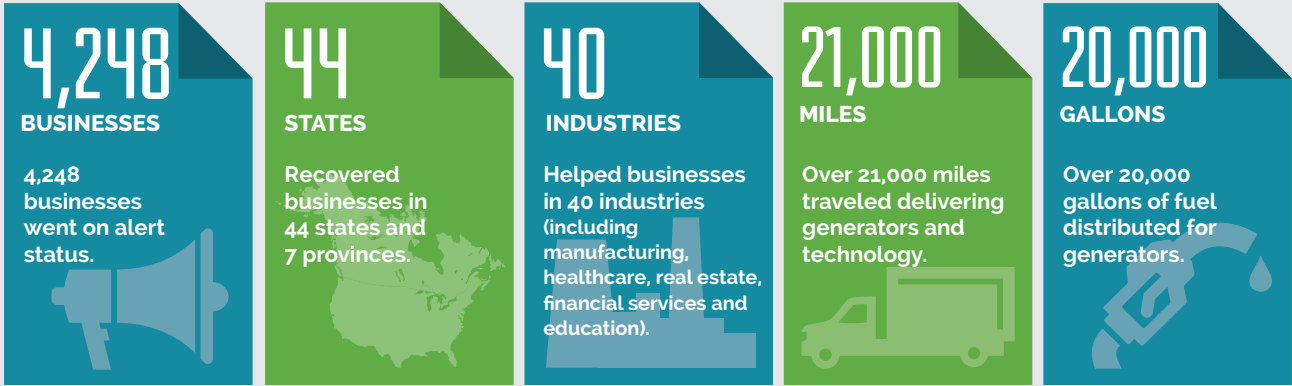 4,248
BUSINESSES
4,248
businesses
went on alert
status.
44
STATES
Recovered
businesses in
44 states and
7 provinces.
40
INDUSTRIES
Helped businesses
in 40 industries
(including
manufacturing,
healthcare, real estate,
financial services and
education).
21,000
MILES
Over 21,000 miles
traveled delivering
generators and
technology.
20,000
GALLONS
Over 20,000
gallons of fuel
distributed for
generators.